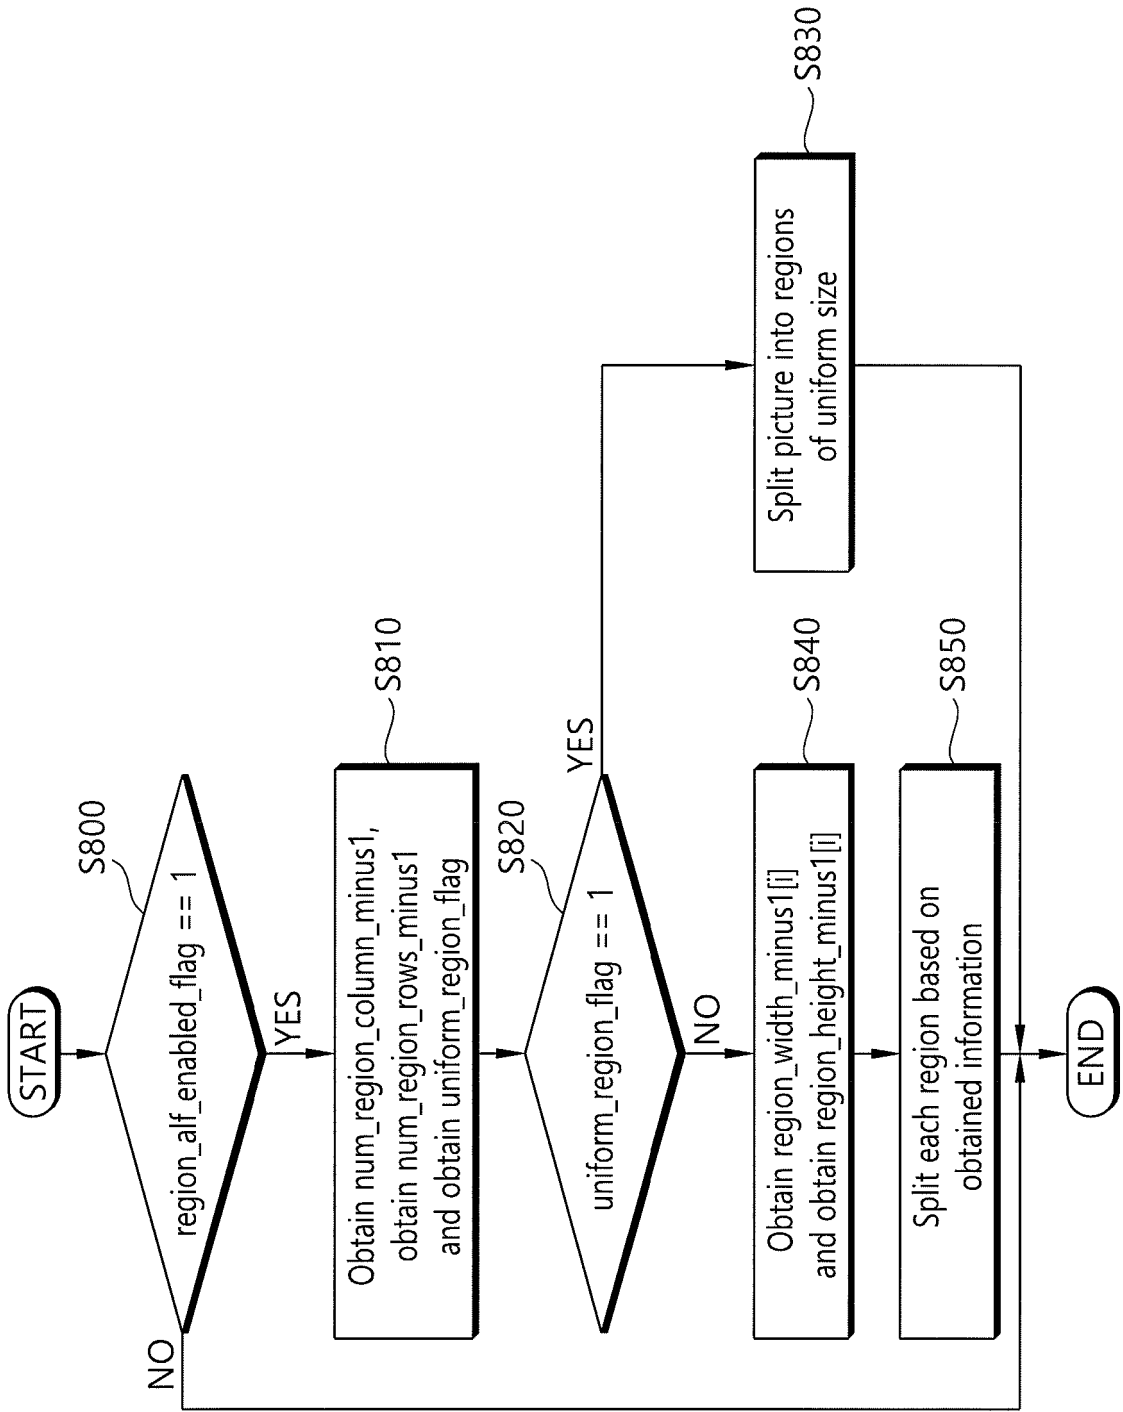 START
S800
region_alf_enabled_flag == 1
NO
YES
S810
Obtain num_region_column_minus1,
obtain num_region_rows_minus1
and obtain uniform_region_flag
S820
uniform_region_flag == 1
YES
NO
S830
Split picture into regions
of uniform size
S840
Obtain region_width_minus1[i]
and obtain region_height_minus1[i]
S850
Split each region based on
obtained information
END